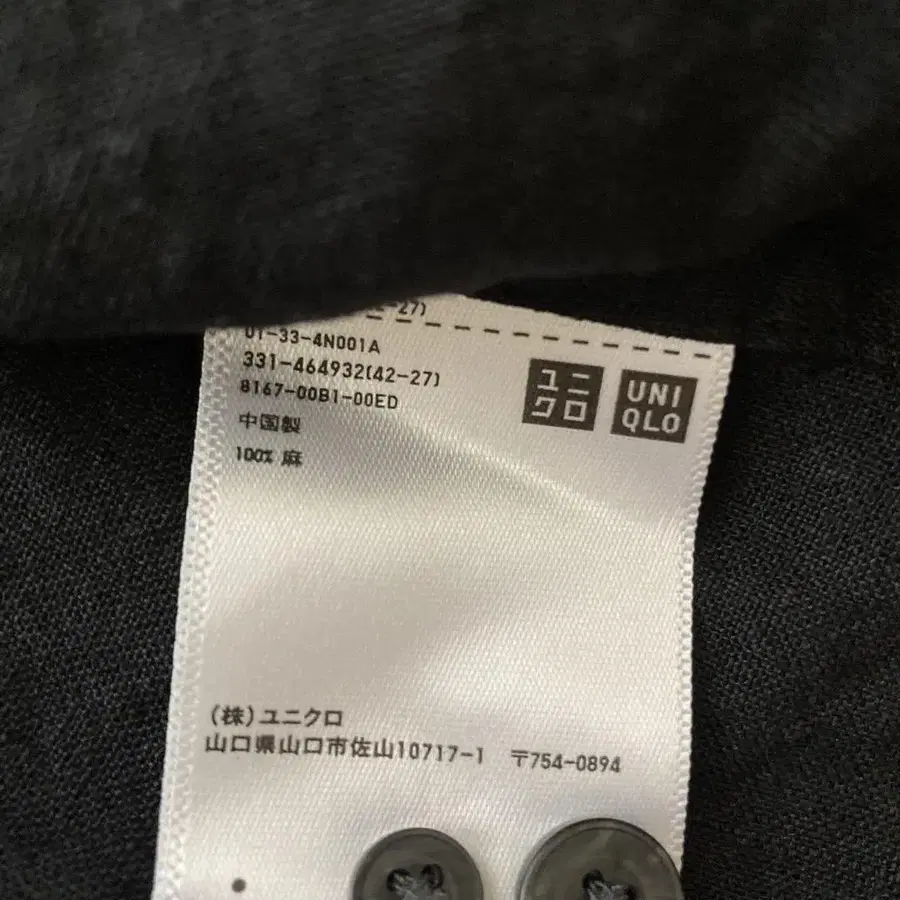 -27)
01-33-4N001A
331-464932(42-27)
8167-00B1-00ED
中国製
100% 麻
ユニ
クロ
UNI
QLO
(株)ユニクロ
山口県山口市佐山10717-1 〒754-0894